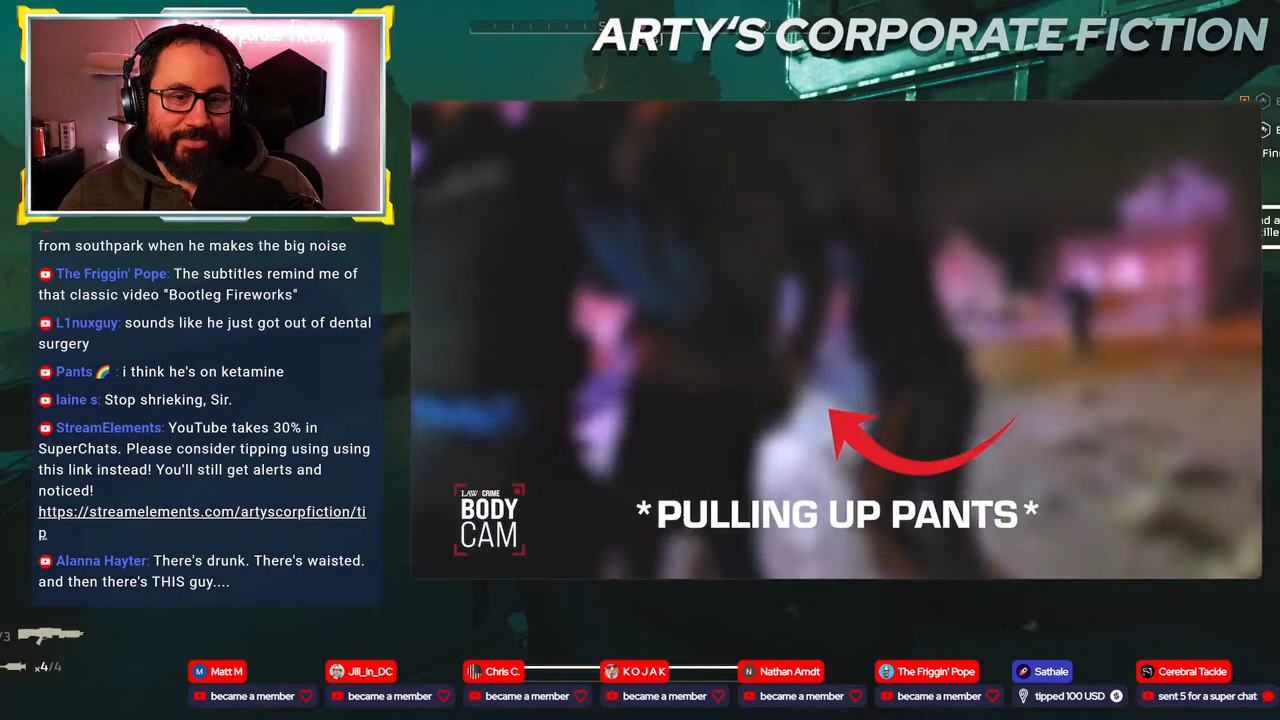 ARTY'S CORPORATE FICTION
from southpark when he makes the big noise
The Friggin' Pope: The subtitles remind me of
that classic video "Bootleg Fireworks"
L1nuxguy: sounds like he just got out of dental
surgery
Pants🌈 : i think he's on ketamine
laine s: Stop shrieking, Sir.
StreamElements: YouTube takes 30% in
SuperChats. Please consider tipping using using
this link instead! You'll still get alerts and
noticed!
https://streamelements.com/artyscorpfiction/ti
p
Alanna Hayter: There's drunk. There's waisted.
and then there's THIS guy....
LAW&CRIME
BODY
CAM
*PULLING UP PANTS*
/3
x4/4
M Matt M
became a member
Jill_in_DC
became a member
Chris C.
became a member
K O J A K
became a member
N Nathan Arndt
became a member
The Friggin' Pope
became a member
Sathale
tipped 100 USD
Cerebral Tackle
sent 5 for a super chat